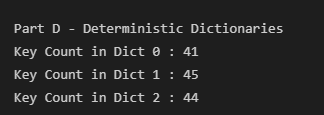 Part D - Deterministic Dictionaries
Key Count in Dict 0 : 41
Key Count in Dict 1 : 45
Key Count in Dict 2 : 44